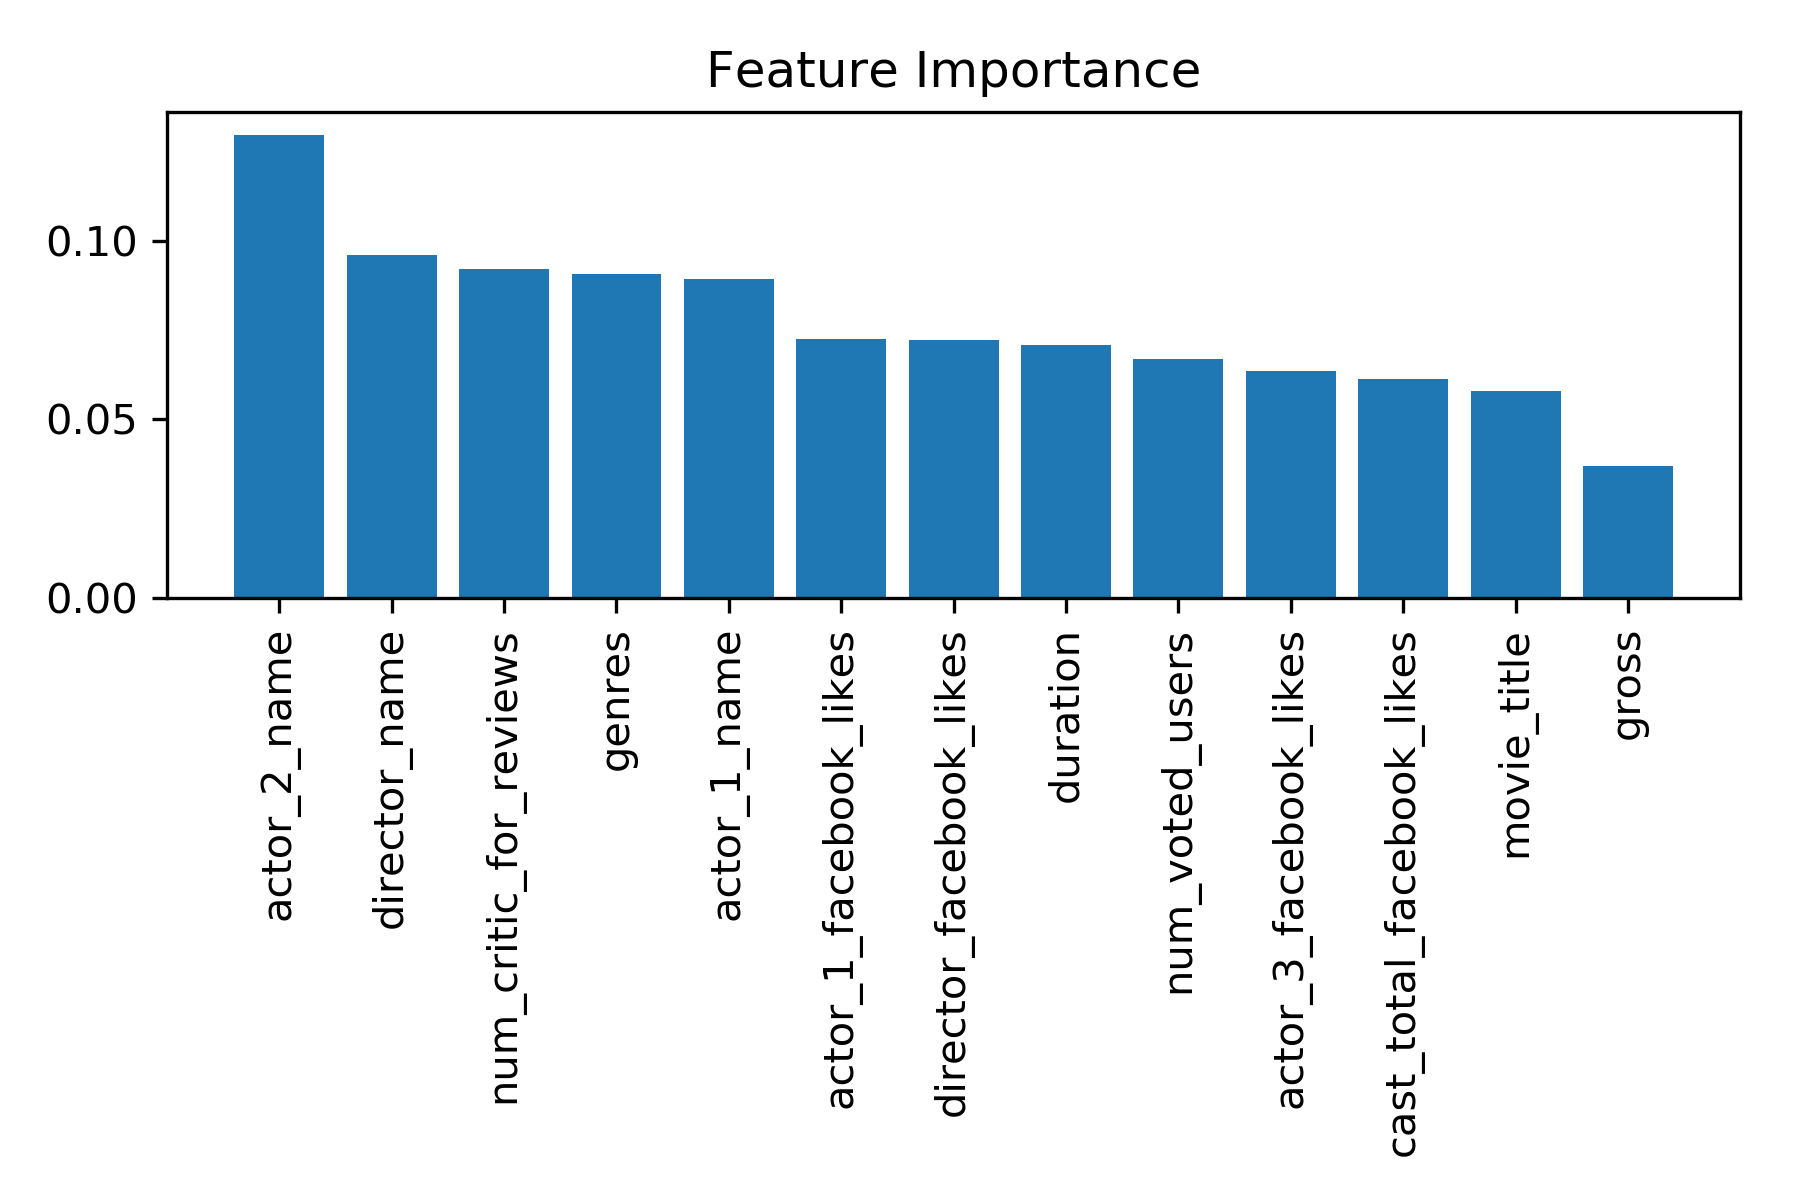 Feature Importance
0.10
0.05
0.00
actor_2_name
director_name
num_critic_for_reviews
genres
actor_1_name
actor_1_facebook_likes
director_facebook_likes
duration
num_voted_users
actor_3_facebook_likes
cast_total_facebook_likes
movie_title
gross